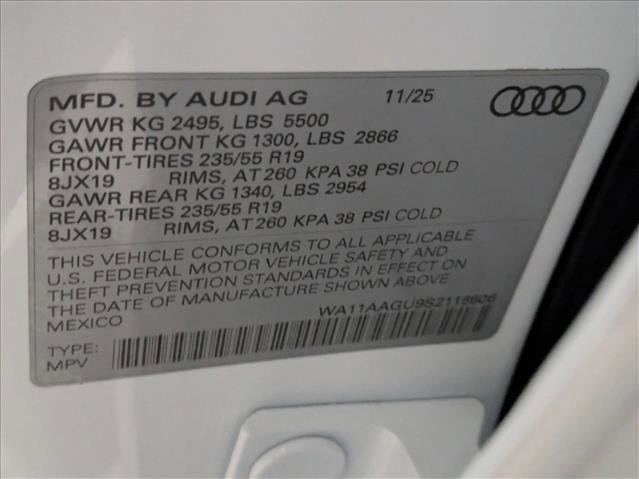 MFD. BY AUDI AG 11/25
GVWR KG 2495, LBS 5500
GAWR FRONT KG 1300, LBS 2866
FRONT-TIRES 235/55 R19
8JX19 RIMS, AT 260 KPA 38 PSI COLD
GAWR REAR KG 1340, LBS 2954
REAR-TIRES 235/55 R19
8JX19 RIMS, AT 260 KPA 38 PSI COLD
THIS VEHICLE CONFORMS TO ALL APPLICABLE
U.S. FEDERAL MOTOR VEHICLE SAFETY AND
THEFT PREVENTION STANDARDS IN EFFECT ON
THE DATE OF MANUFACTURE SHOWN ABOVE
MEXICO
WA11AAGU9S2116606
TYPE:
MPV